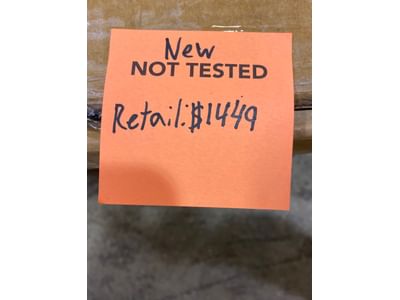 New
NOT TESTED
Retail: $1449